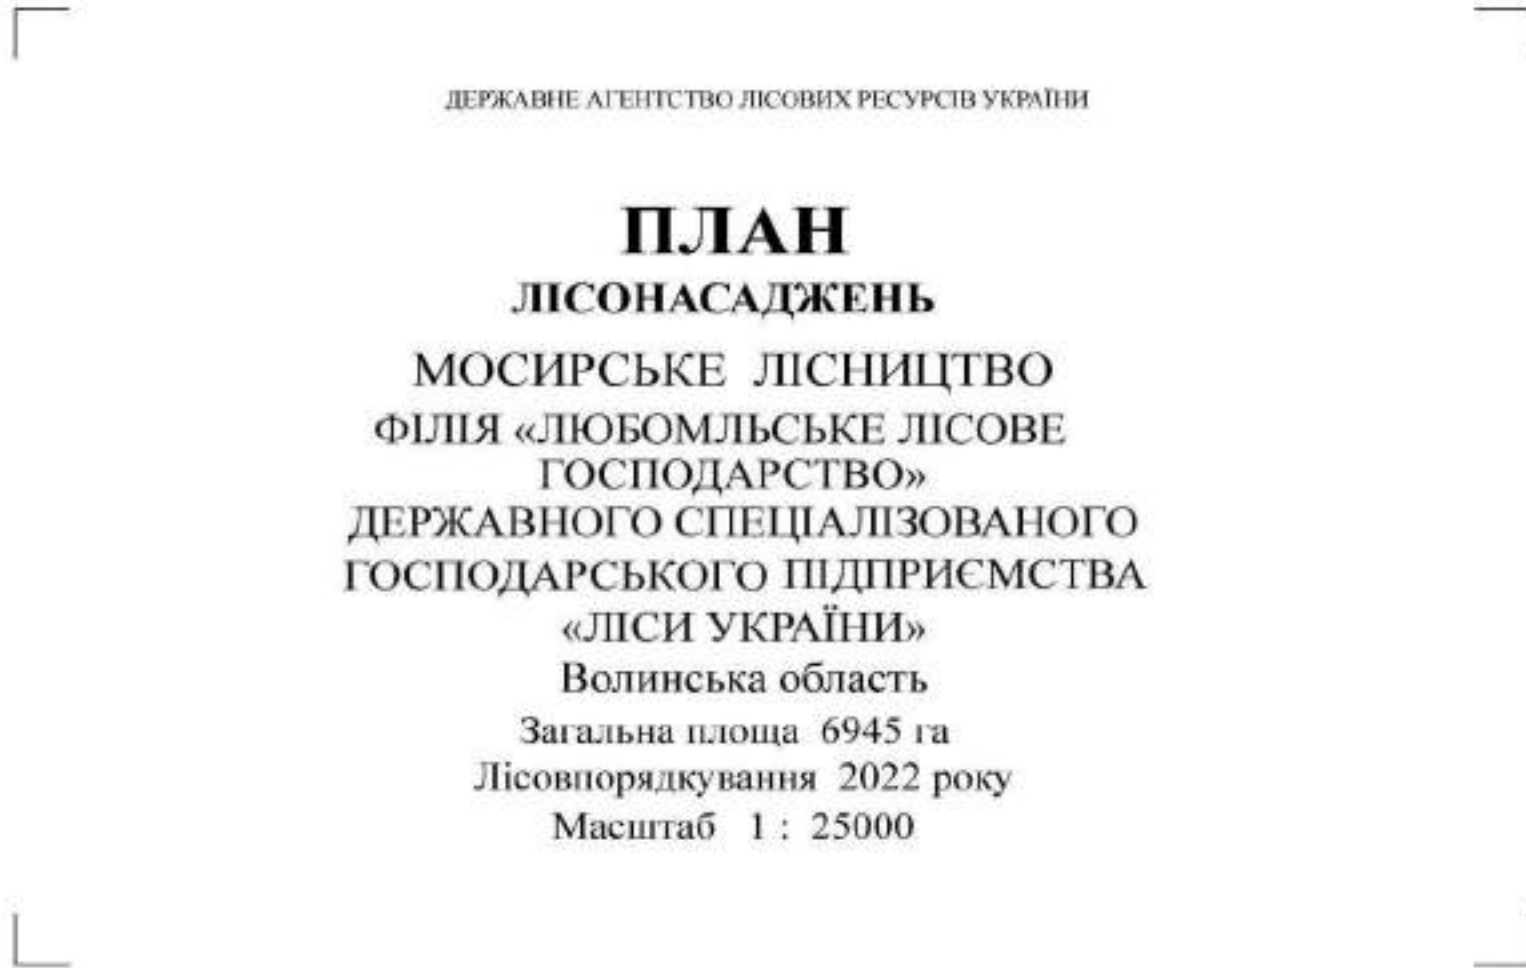 ДЕРЖАВНЕ АГЕНТСТВО ЛІСОВИХ РЕСУРСІВ УКРАЇНИ
ПЛАН
ЛІСОНАСАДЖЕНЬ
МОСИРСЬКЕ ЛІСНИЦТВО
ФІЛІЯ «ЛЮБОМЛЬСЬКЕ ЛІСОВЕ
ГОСПОДАРСТВО»
ДЕРЖАВНОГО СПЕЦІАЛІЗОВАНОГО
ГОСПОДАРСЬКОГО ПІДПРИЄМСТВА
«ЛІСИ УКРАЇНИ»
Волинська область
Загальна площа 6945 га
Лісовпорядкування 2022 року
Масштаб 1 : 25000